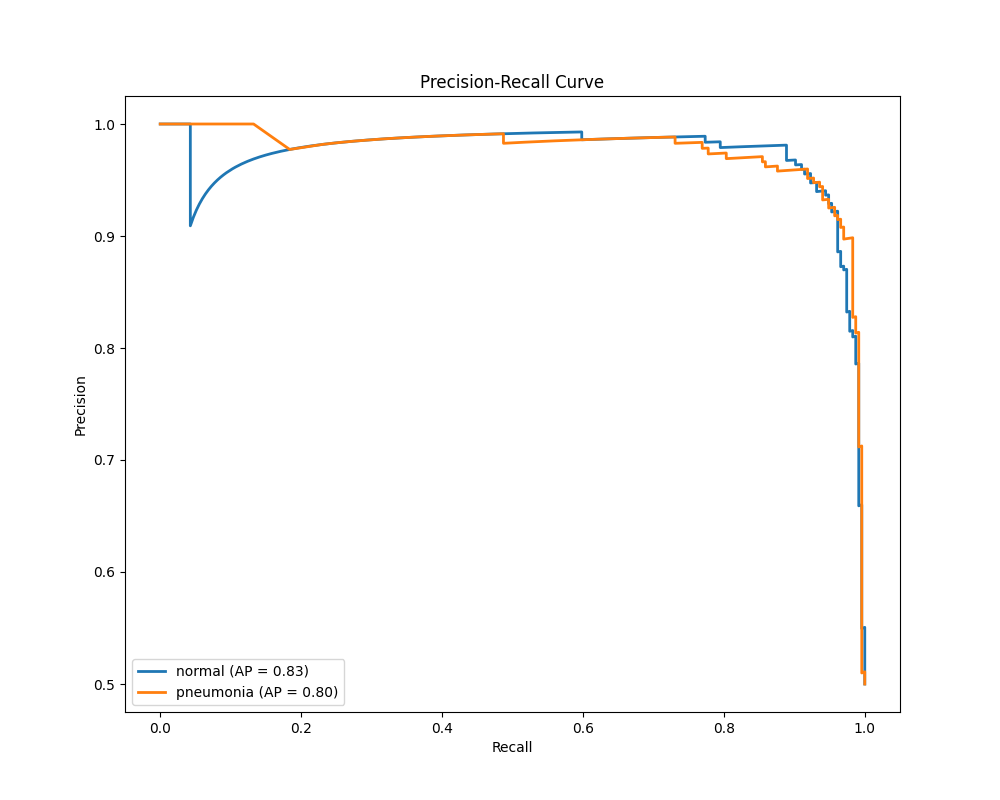 Precision-Recall Curve
Precision
1.0
0.9
0.8
0.7
0.6
0.5
normal (AP = 0.83)
pneumonia (AP = 0.80)
0.0 0.2 0.4 0.6 0.8 1.0
Recall